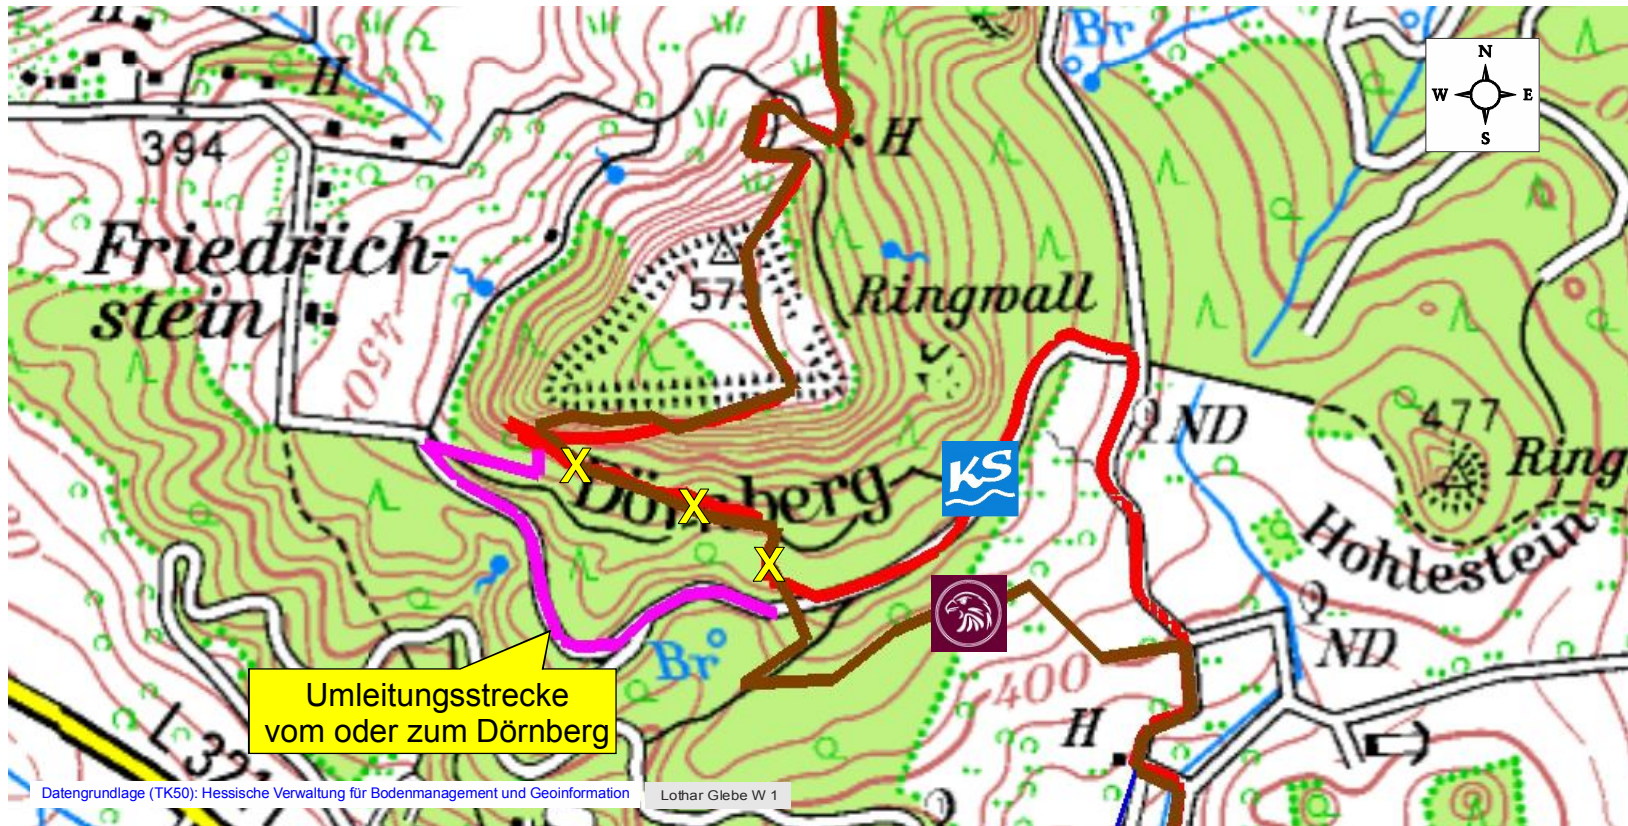 H
Br
N
W E
S
H
394
H
Friedrich-
stein
Ringwall
450
ND
477
Ring
KS
Dörnberg
Hohlestein
ND
Br
400
H
Umleitungsstrecke
vom oder zum Dörnberg
X
X
X
Datengrundlage (TK50): Hessische Verwaltung für Bodenmanagement und Geoinformation
Lothar Glebe W 1